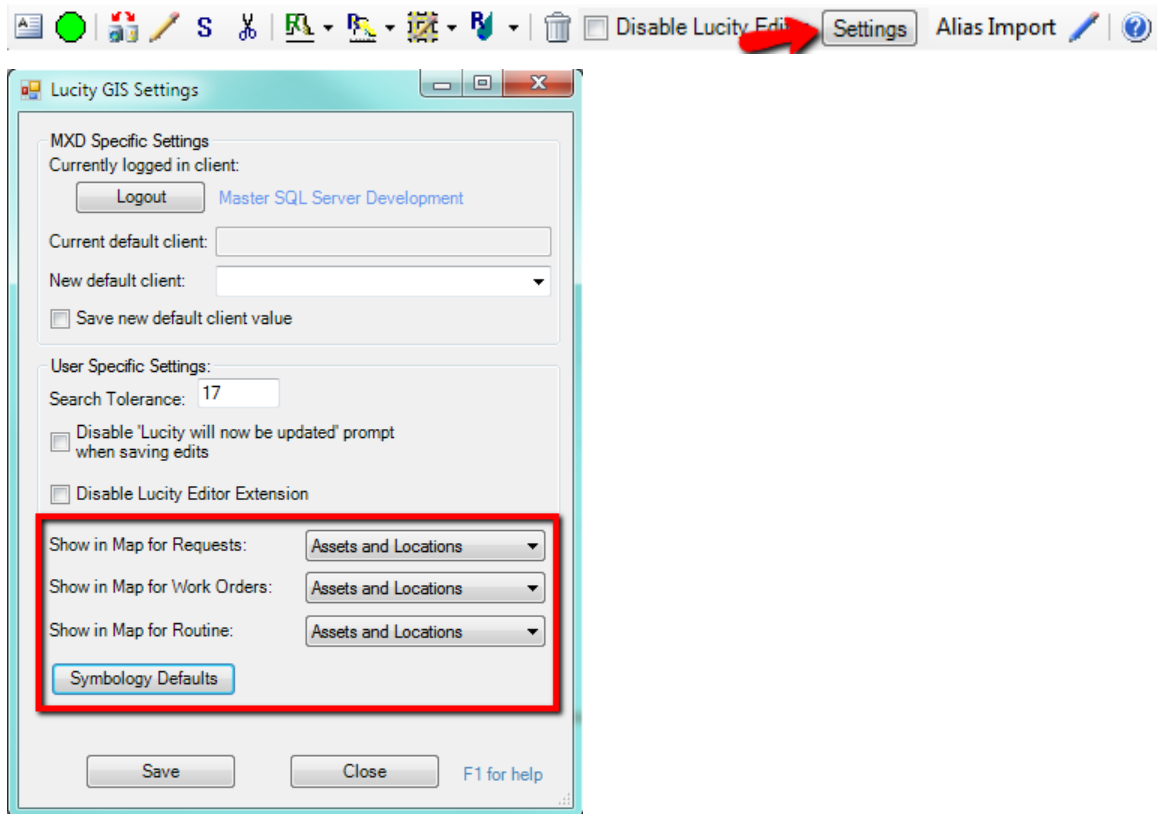 S Disable Lucity Settings Alias Import
Lucity GIS Settings
MXD Specific Settings
Currently logged in client:
Logout Master SQL Server Development
Current default client:
New default client:
Save new default client value
User Specific Settings:
Search Tolerance: 17
Disable 'Lucity will now be updated' prompt
when saving edits
Disable Lucity Editor Extension
Show in Map for Requests: Assets and Locations
Show in Map for Work Orders: Assets and Locations
Show in Map for Routine: Assets and Locations
Symbology Defaults
Save Close F1 for help